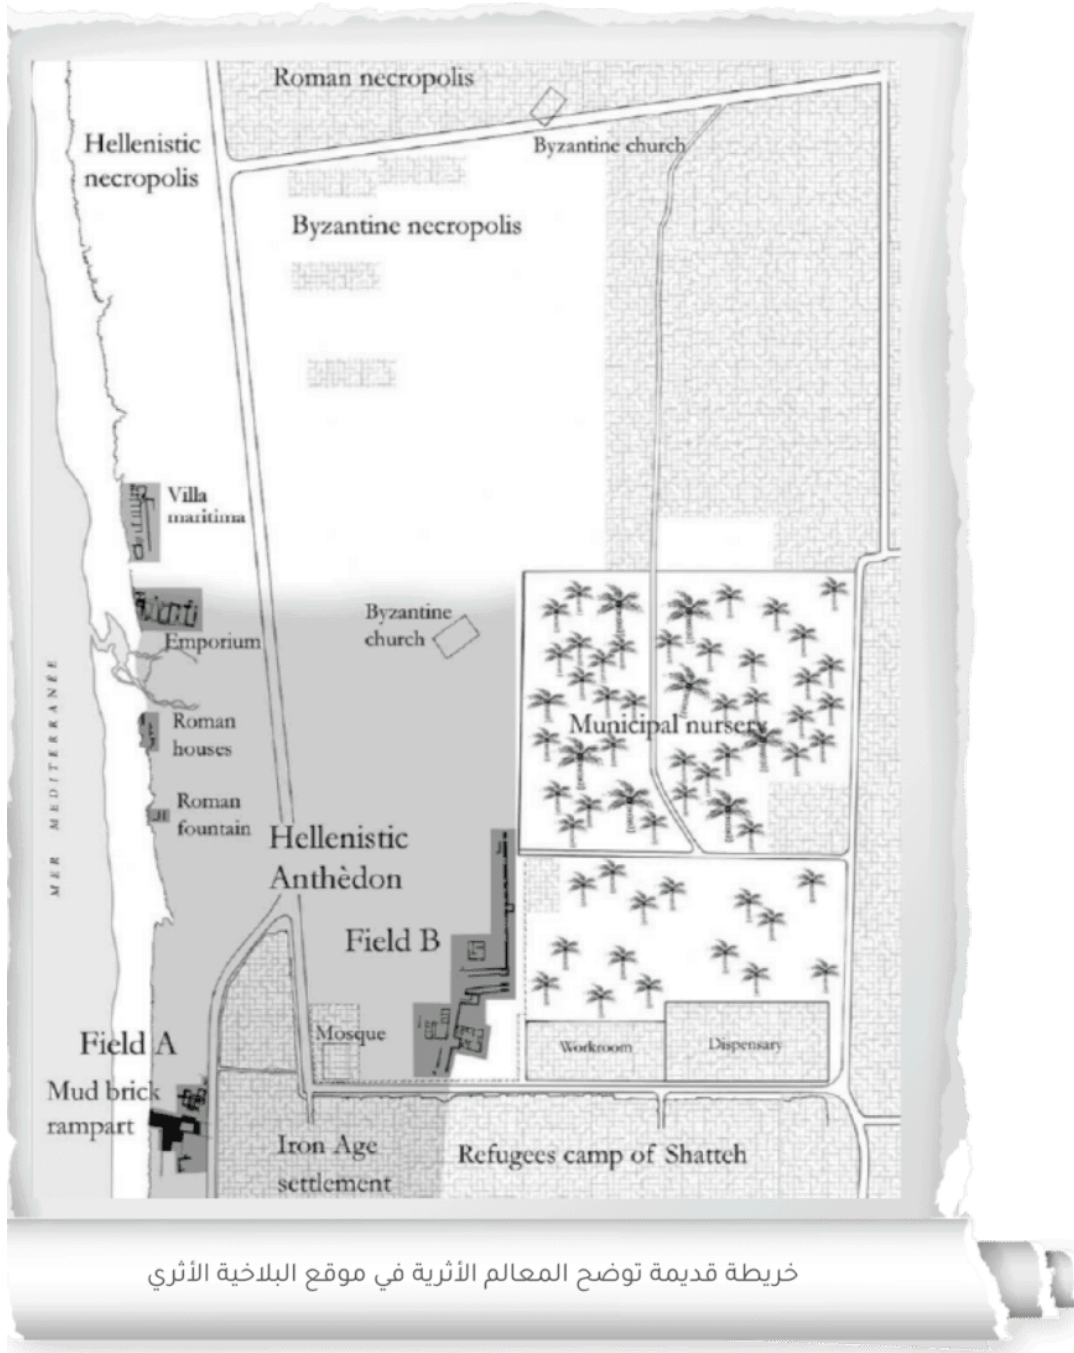 Roman necropolis
Hellenistic
necropolis
Byzantine church
Byzantine necropolis
Villa
maritima
Emporium
Byzantine
church
MER MEDITERRANÉE
Roman
houses
Municipal nursery
Roman
fountain
Hellenistic
Anthèdon
Field B
Field A
Mosque
Workroom
Dispensary
Mud brick
rampart
Iron Age
settlement
Refugees camp of Shatteh
خريطة قديمة توضح المعالم الأثرية في موقع البلاخية الأثري